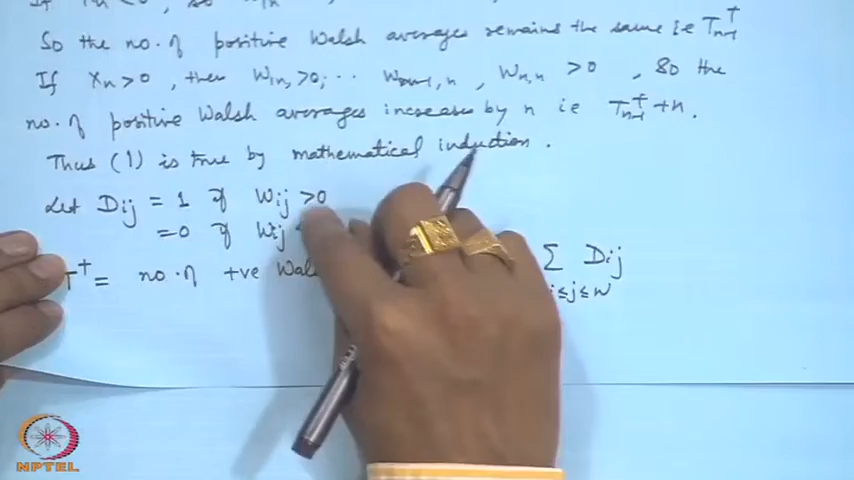 So the no. of positive Walsh averages remains the same i.e T⁺ₙ₋₁
If Xₙ>0, then W₁ₙ>0, ... Wₙ₋₁,ₙ, Wₙ,ₙ >0, So the
no. of positive Walsh averages increases by n i.e T⁺ₙ₋₁+n.
Thus (1) is true by mathematical induction.
Let Dij = 1 if Wij >0
=0 if Wij
T⁺ = no. of +ve Σ Dij
i≤j≤n
NPTEL